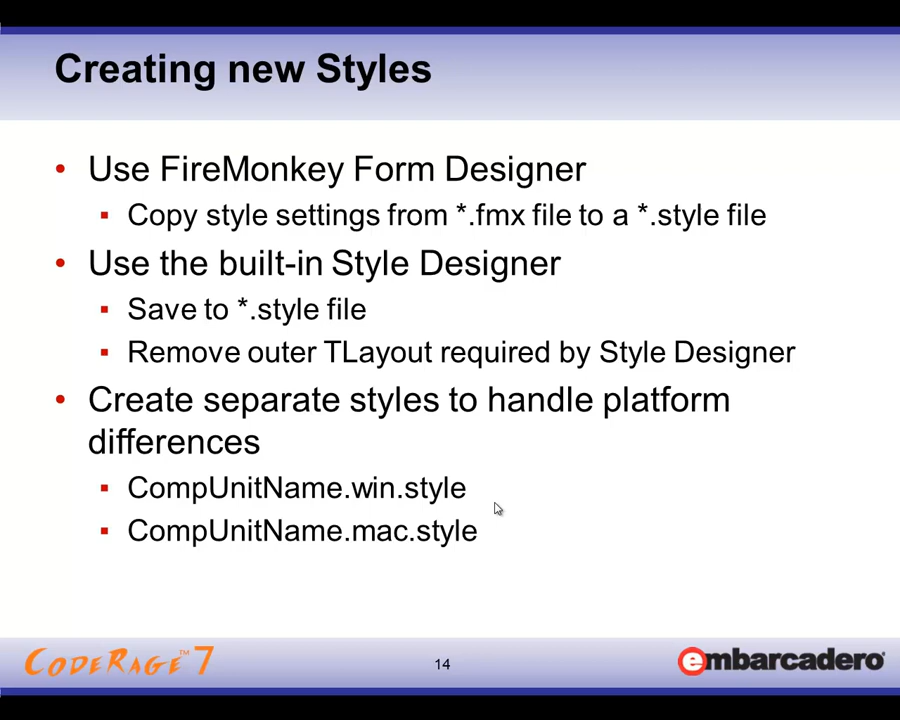 Creating new Styles
• Use FireMonkey Form Designer
▪ Copy style settings from *.fmx file to a *.style file
• Use the built-in Style Designer
▪ Save to *.style file
▪ Remove outer TLayout required by Style Designer
• Create separate styles to handle platform
differences
▪ CompUnitName.win.style
▪ CompUnitName.mac.style
CODERAGE™ 7
14
embarcadero®